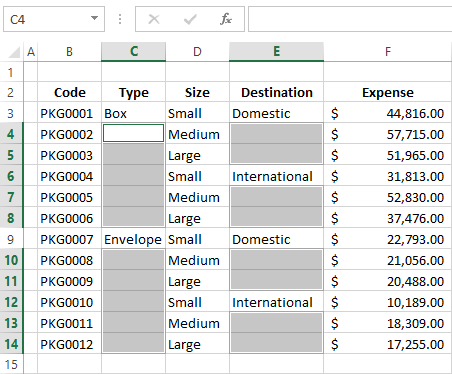 C4 fx
A B C D E F
1
2 Code Type Size Destination Expense
3 PKG0001 Box Small Domestic $ 44,816.00
4 PKG0002 Medium $ 57,715.00
5 PKG0003 Large $ 51,965.00
6 PKG0004 Small International $ 31,813.00
7 PKG0005 Medium $ 52,830.00
8 PKG0006 Large $ 37,476.00
9 PKG0007 Envelope Small Domestic $ 22,793.00
10 PKG0008 Medium $ 21,056.00
11 PKG0009 Large $ 20,488.00
12 PKG0010 Small International $ 10,189.00
13 PKG0011 Medium $ 18,309.00
14 PKG0012 Large $ 17,255.00
15